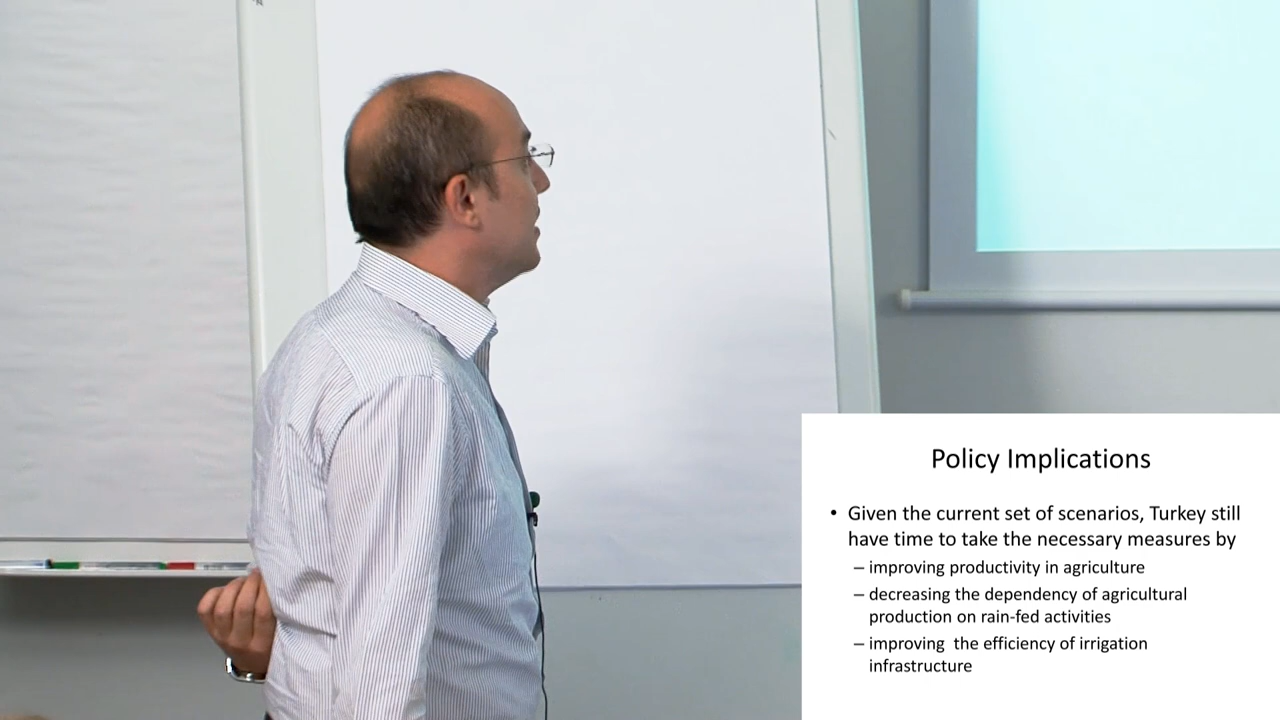 Policy Implications
• Given the current set of scenarios, Turkey still
have time to take the necessary measures by
– improving productivity in agriculture
– decreasing the dependency of agricultural
production on rain-fed activities
– improving  the efficiency of irrigation
infrastructure